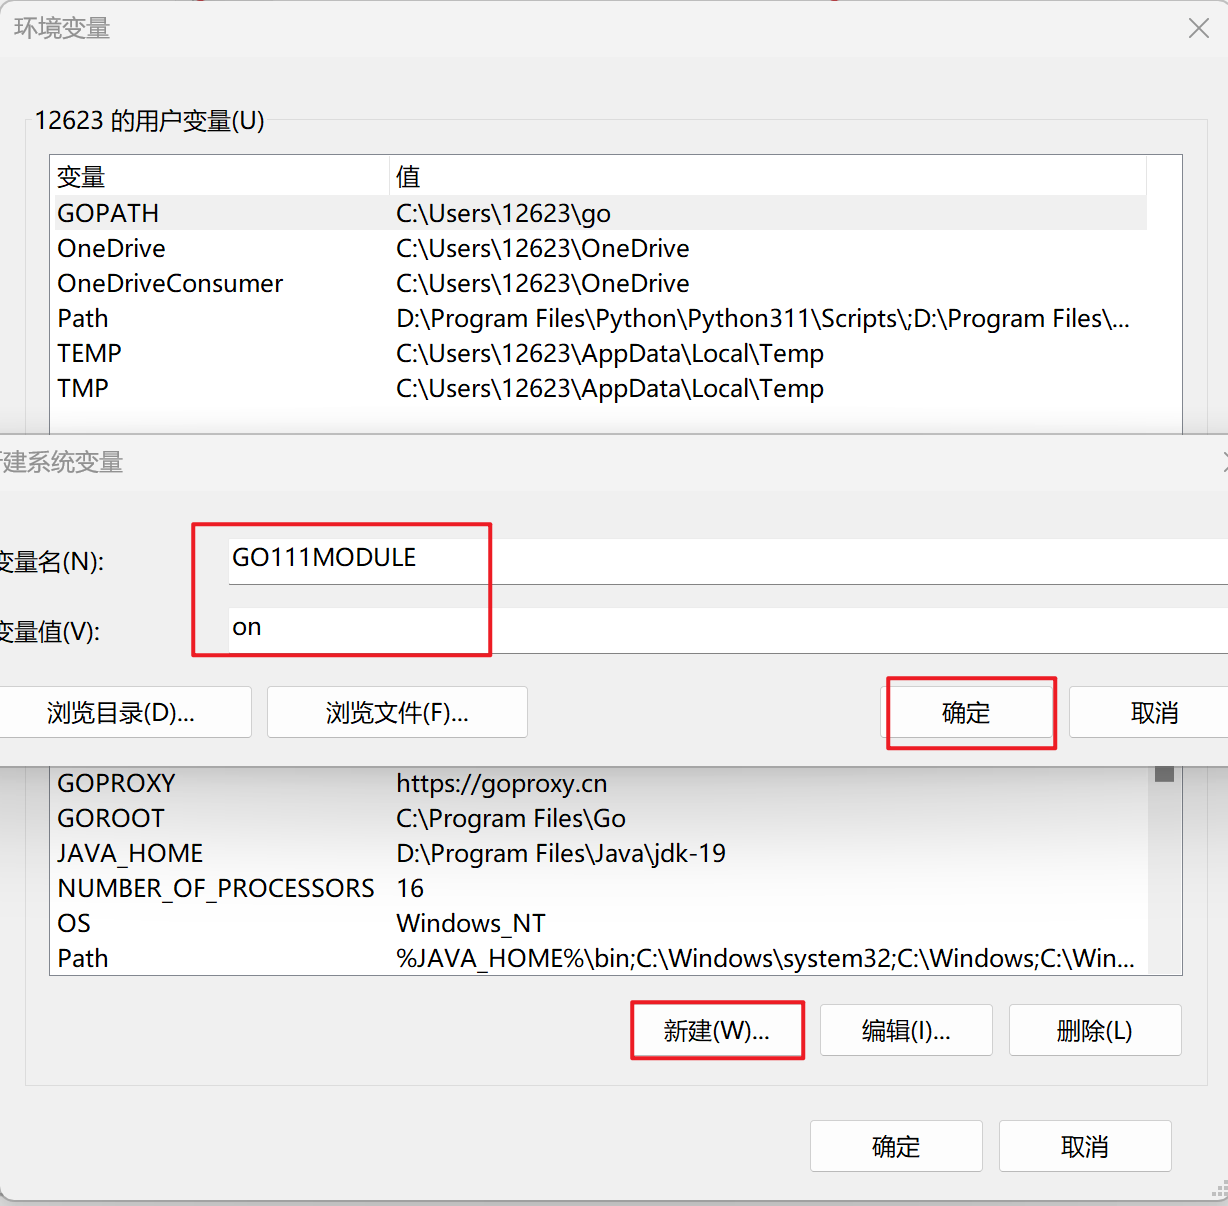 环境变量
12623 的用户变量(U)
变量 值
GOPATH C:\Users\12623\go
OneDrive C:\Users\12623\OneDrive
OneDriveConsumer C:\Users\12623\OneDrive
Path D:\Program Files\Python\Python311\Scripts\;D:\Program Files\...
TEMP C:\Users\12623\AppData\Local\Temp
TMP C:\Users\12623\AppData\Local\Temp
建系统变量
变量名(N): GO111MODULE
变量值(V): on
浏览目录(D)... 浏览文件(F)... 确定 取消
GOPROXY https://goproxy.cn
GOROOT C:\Program Files\Go
JAVA_HOME D:\Program Files\Java\jdk-19
NUMBER_OF_PROCESSORS 16
OS Windows_NT
Path %JAVA_HOME%\bin;C:\Windows\system32;C:\Windows;C:\Win...
新建(W)... 编辑(I)... 删除(L)
确定 取消